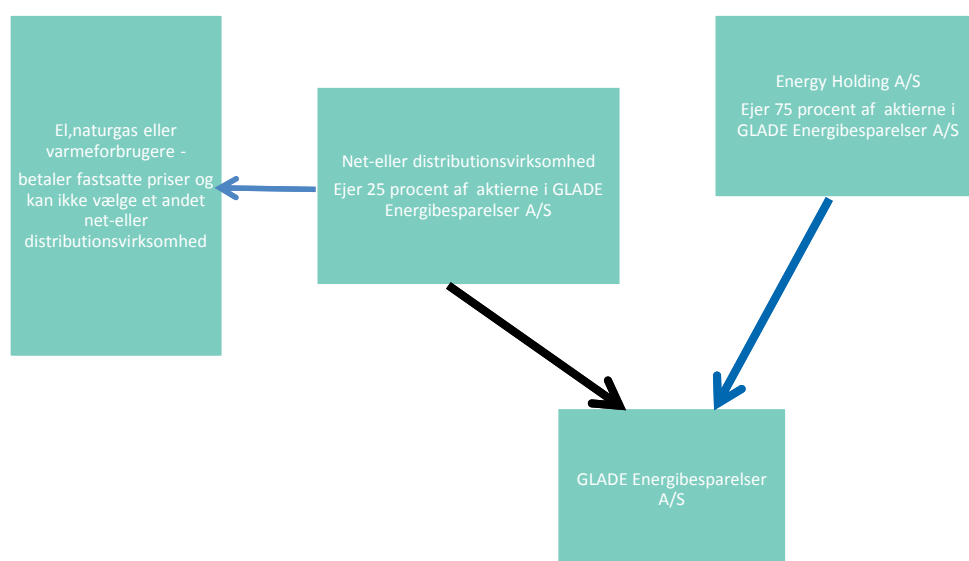 El,naturgas eller
varmeforbrugere -
betaler fastsatte priser og
kan ikke vælge et andet
net-eller
distributionsvirksomhed
Net-eller distributionsvirksomhed
Ejer 25 procent af aktierne i GLADE
Energibesparelser A/S
Energy Holding A/S
Ejer 75 procent af aktierne i
GLADE Energibesparelser A/S
GLADE Energibesparelser
A/S